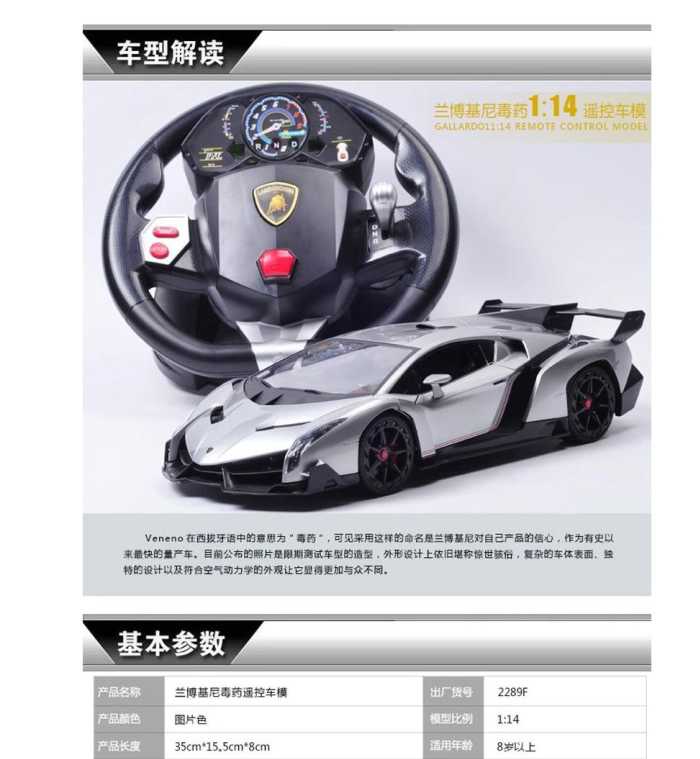 车型解读
兰博基尼毒药1:14 遥控车模
GALLARDO11:14 REMOTE CONTROL MODEL
R N D
Veneno 在西拔牙语中的意思为“毒药”，可见采用这样的命名是兰博基尼对自己产品的信心，作为有史以
来最快的量产车。目前公布的照片是限期测试车型的造型，外形设计上依旧堪称惊世骇俗，复杂的车体表面、独
特的设计以及符合空气动力学的外观让它显得更加与众不同。
基本参数
产品名称 兰博基尼毒药遥控车模 出厂货号 2289F
产品颜色 图片色 模型比例 1:14
产品长度 35cm*15.5cm*8cm 适用年龄 8岁以上